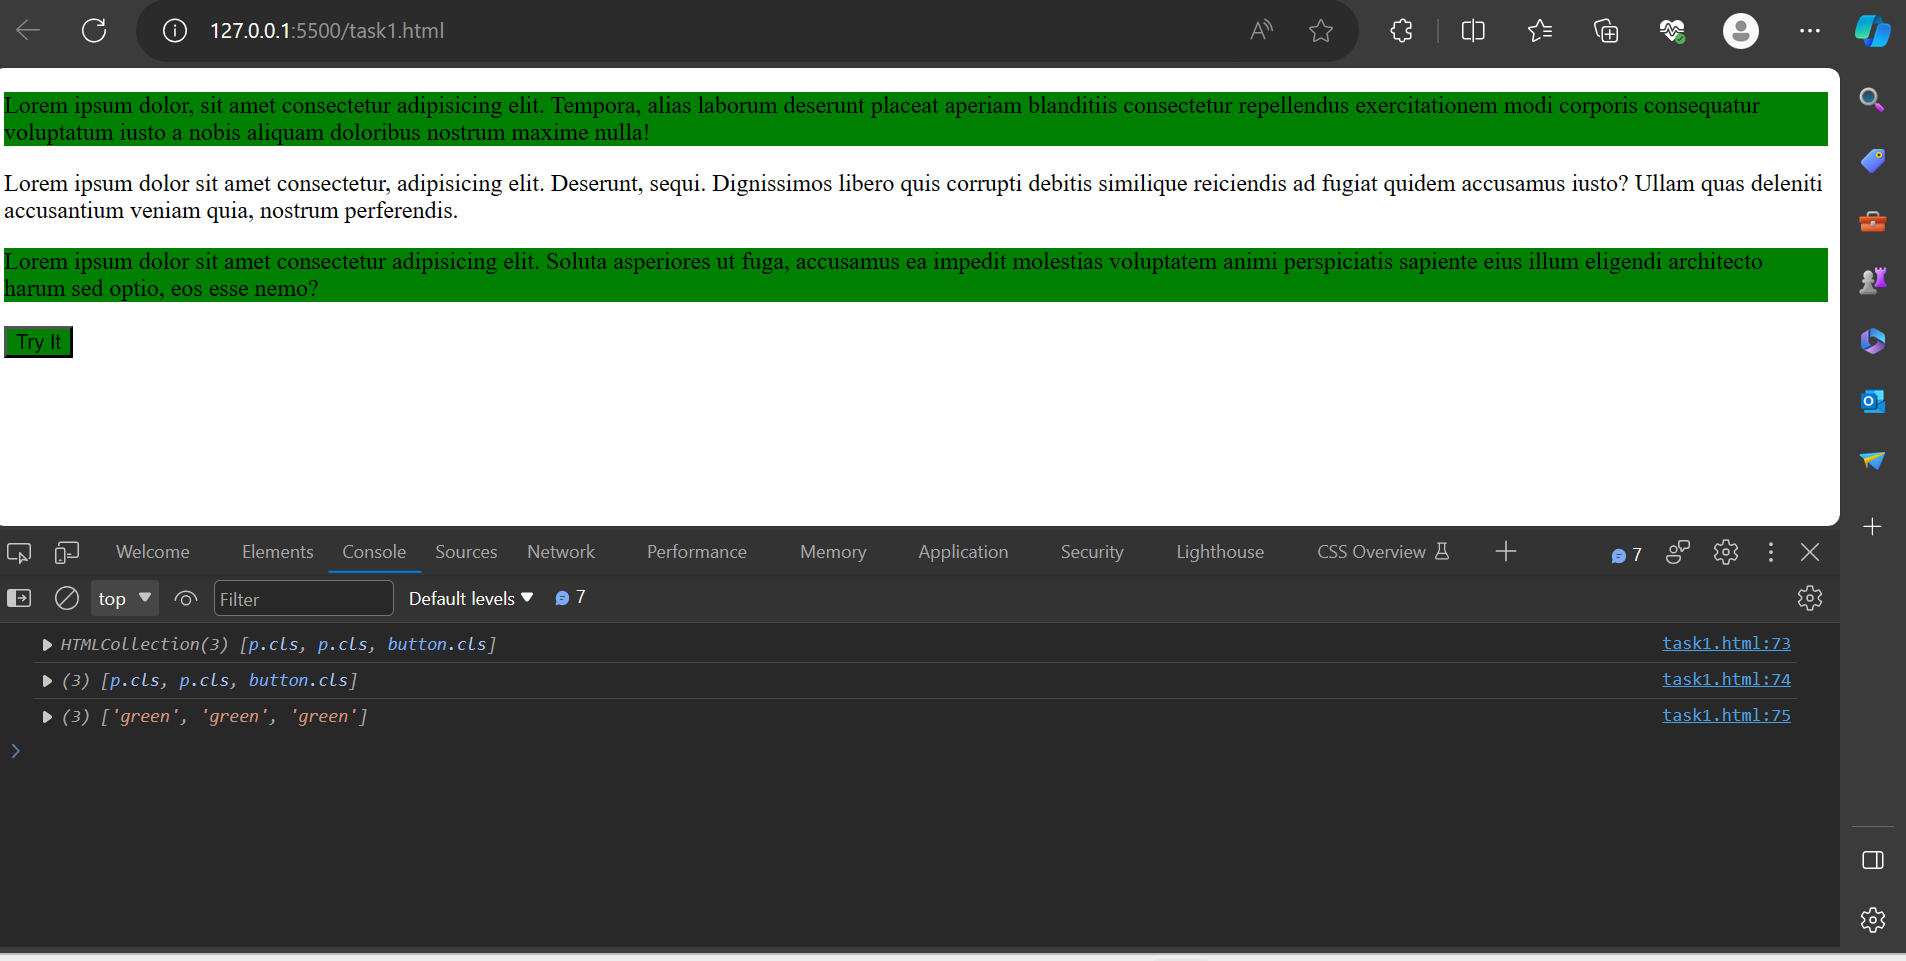 127.0.0.1:5500/task1.html
Lorem ipsum dolor, sit amet consectetur adipisicing elit. Tempora, alias laborum deserunt placeat aperiam blanditiis consectetur repellendus exercitationem modi corporis consequatur
voluptatum iusto a nobis aliquam doloribus nostrum maxime nulla!
Lorem ipsum dolor sit amet consectetur, adipisicing elit. Deserunt, sequi. Dignissimos libero quis corrupti debitis similique reiciendis ad fugiat quidem accusamus iusto? Ullam quas deleniti
accusantium veniam quia, nostrum perferendis.
Lorem ipsum dolor sit amet consectetur adipisicing elit. Soluta asperiores ut fuga, accusamus ea impedit molestias voluptatem animi perspiciatis sapiente eius illum eligendi architecto
harum sed optio, eos esse nemo?
Try It
Welcome Elements Console Sources Network Performance Memory Application Security Lighthouse CSS Overview 7
top Filter Default levels 7
HTMLCollection(3) [p.cls, p.cls, button.cls] task1.html:73
(3) [p.cls, p.cls, button.cls] task1.html:74
(3) ['green', 'green', 'green'] task1.html:75